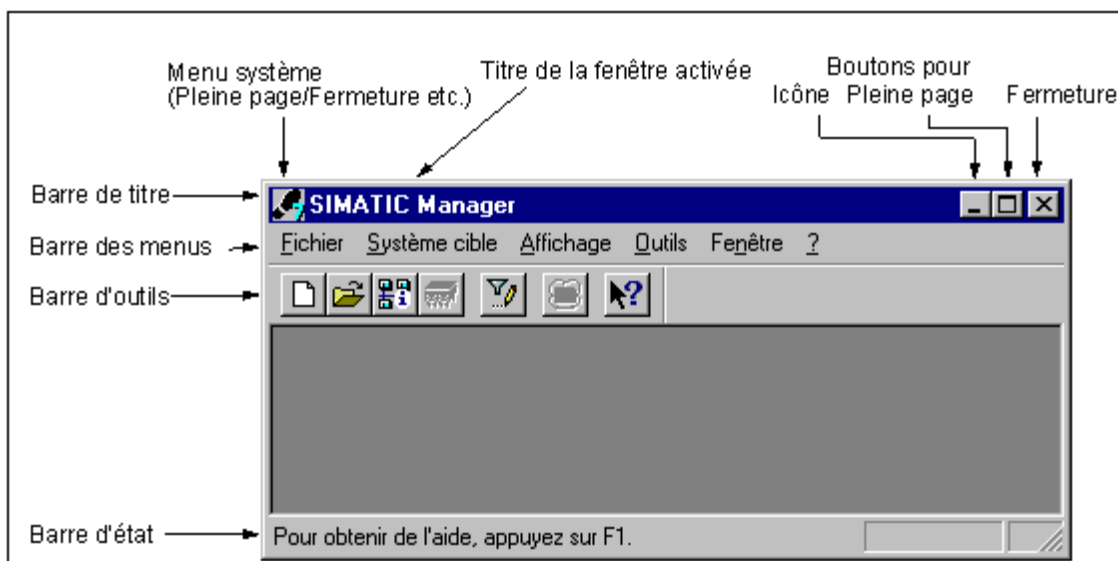 Menu système
(Pleine page/Fermeture etc.)
Titre de la fenêtre activée
Boutons pour
Icône Pleine page
Fermeture
Barre de titre
SIMATIC Manager
Barre des menus
Fichier Système cible Affichage Outils Fenêtre ?
Barre d'outils
Barre d'état
Pour obtenir de l'aide, appuyez sur F1.